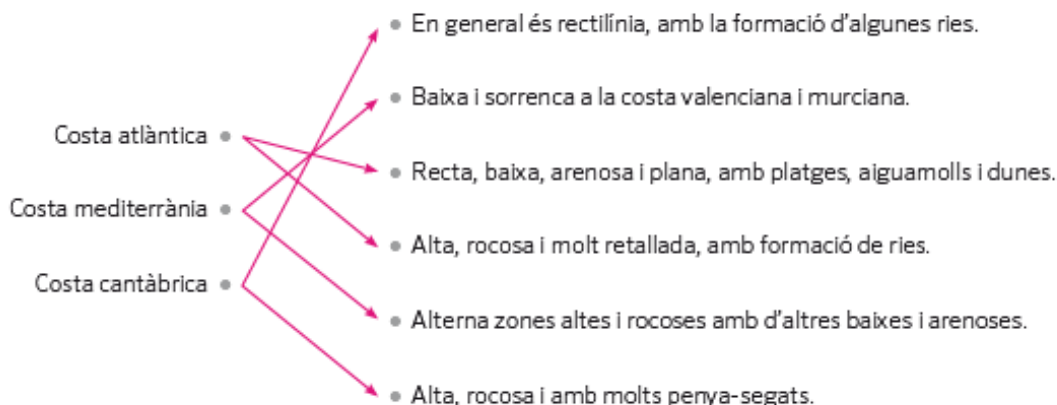 En general és rectilínia, amb la formació d'algunes ries.
Baixa i sorrenca a la costa valenciana i murciana.
Costa atlàntica
Recta, baixa, arenosa i plana, amb platges, aiguamolls i dunes.
Costa mediterrània
Alta, rocosa i molt retallada, amb formació de ries.
Costa cantàbrica
Alterna zones altes i rocoses amb d'altres baixes i arenoses.
Alta, rocosa i amb molts penya-segats.